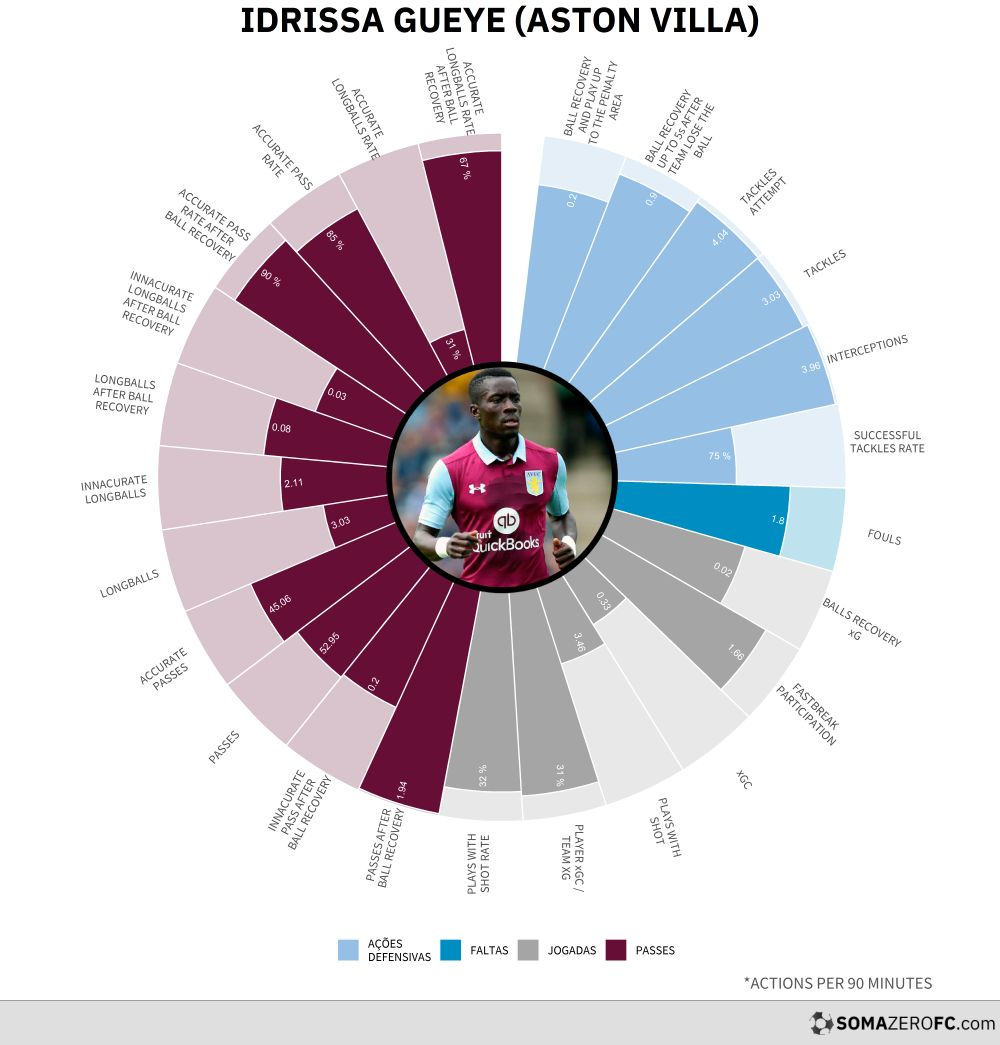 IDRISSA GUEYE (ASTON VILLA)
BALL RECOVERY
AND PLAY UP
TO THE PENALTY
AREA
0.2
BALL RECOVERY
UP TO 5s AFTER
TEAM LOSE THE
BALL
0.9
TACKLES
ATTEMPT
4.04
TACKLES
3.03
INTERCEPTIONS
3.96
SUCCESSFUL
TACKLES RATE
75 %
FOULS
1.8
BALLS RECOVERY
xG
0.02
FASTBREAK
PARTICIPATION
1.66
xGC
0.33
PLAYS WITH
SHOT
3.46
PLAYER xGC /
TEAM XG
31 %
PLAYS WITH
SHOT RATE
32 %
PASSES AFTER
BALL RECOVERY
1.94
INNACURATE
PASS AFTER
BALL RECOVERY
0.2
PASSES
52.95
ACCURATE
PASSES
45.06
LONGBALLS
3.03
INNACURATE
LONGBALLS
2.11
LONGBALLS
AFTER BALL
RECOVERY
0.08
INNACURATE
LONGBALLS
AFTER BALL
RECOVERY
0.03
ACCURATE PASS
RATE AFTER
BALL RECOVERY
90 %
ACCURATE PASS
RATE
85 %
ACCURATE
LONGBALLS RATE
31 %
ACCURATE
LONGBALLS RATE
AFTER BALL
RECOVERY
67 %
AVFC
qb
QuickBooks
AÇÕES
DEFENSIVAS
FALTAS
JOGADAS
PASSES
*ACTIONS PER 90 MINUTES
SOMAZEROFC.com